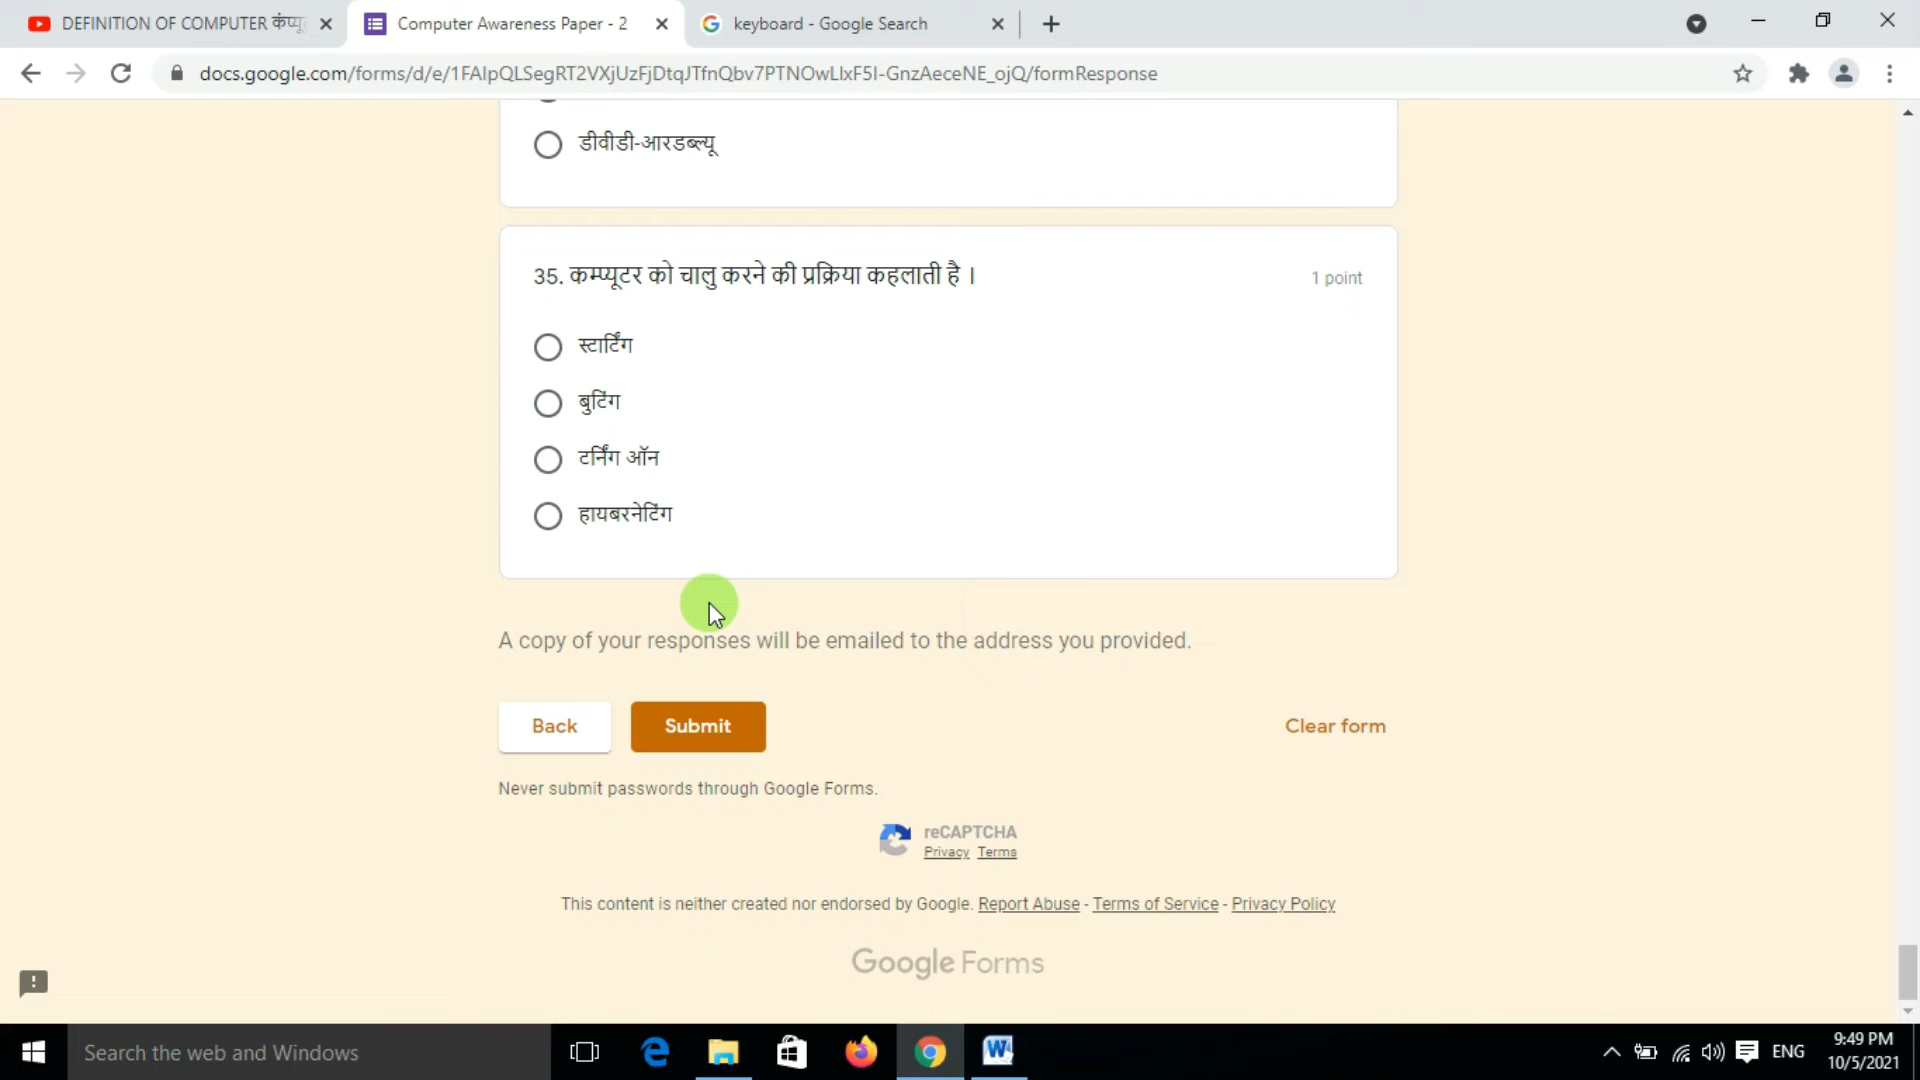 DEFINITION OF COMPUTER
Computer Awareness Paper - 2
keyboard - Google Search
docs.google.com/forms/d/e/1FAIpQLSegRT2VXjUzFjDtqJTfnQbv7PTNOwLlxF5I-GnzAeceNE_ojQ/formResponse
डीवीडी-आरडब्ल्यू
35. कम्प्यूटर को चालु करने की प्रक्रिया कहलाती है ।
1 point
स्टार्टिंग
बुटिंग
टर्निंग ऑन
हायबरनेटिंग
A copy of your responses will be emailed to the address you provided.
Back
Submit
Clear form
Never submit passwords through Google Forms.
reCAPTCHA
Privacy Terms
This content is neither created nor endorsed by Google. Report Abuse - Terms of Service - Privacy Policy
Google Forms
Search the web and Windows
ENG
9:49 PM
10/5/2021